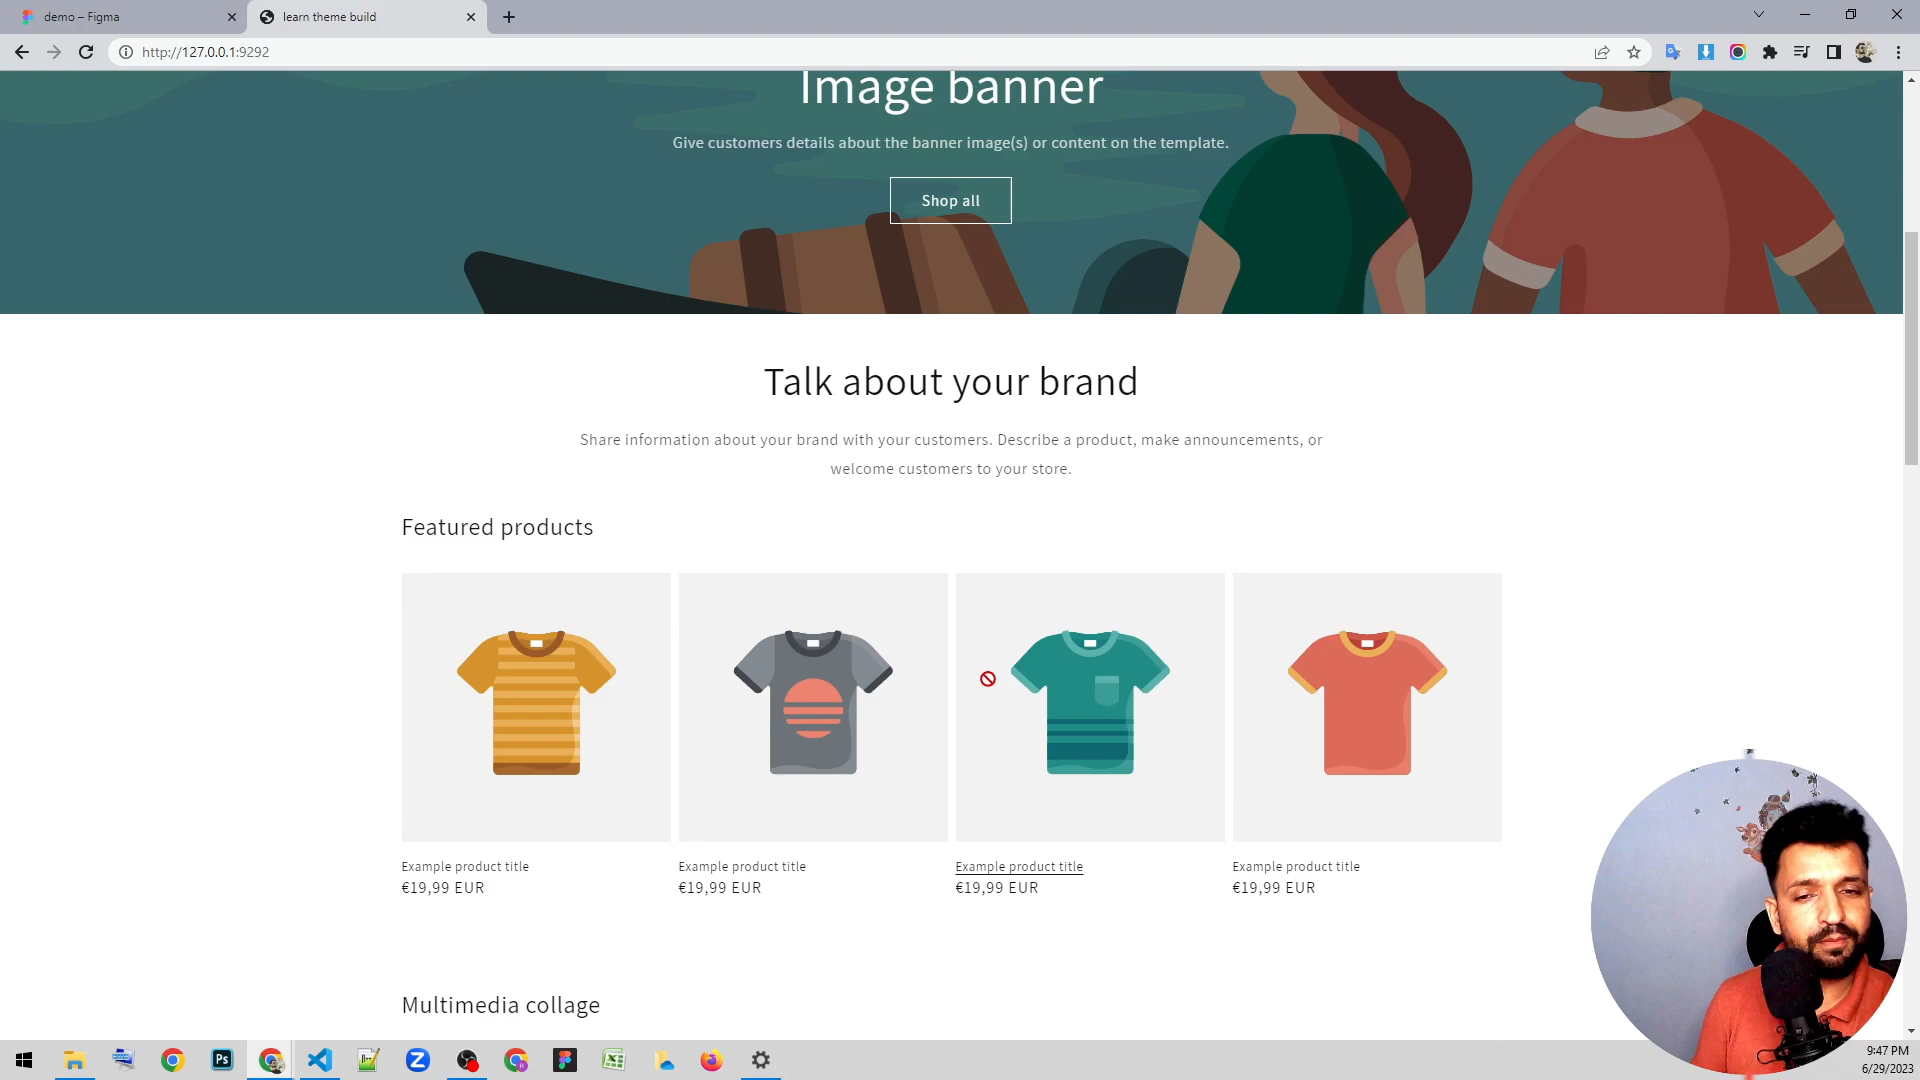 demo – Figma
learn theme build
http://127.0.0.1:9292
Image banner
Give customers details about the banner image(s) or content on the template.
Shop all
Talk about your brand
Share information about your brand with your customers. Describe a product, make announcements, or
welcome customers to your store.
Featured products
Example product title
€19,99 EUR
Example product title
€19,99 EUR
Example product title
€19,99 EUR
Example product title
€19,99 EUR
Multimedia collage
Ps
9:47 PM
6/29/2023